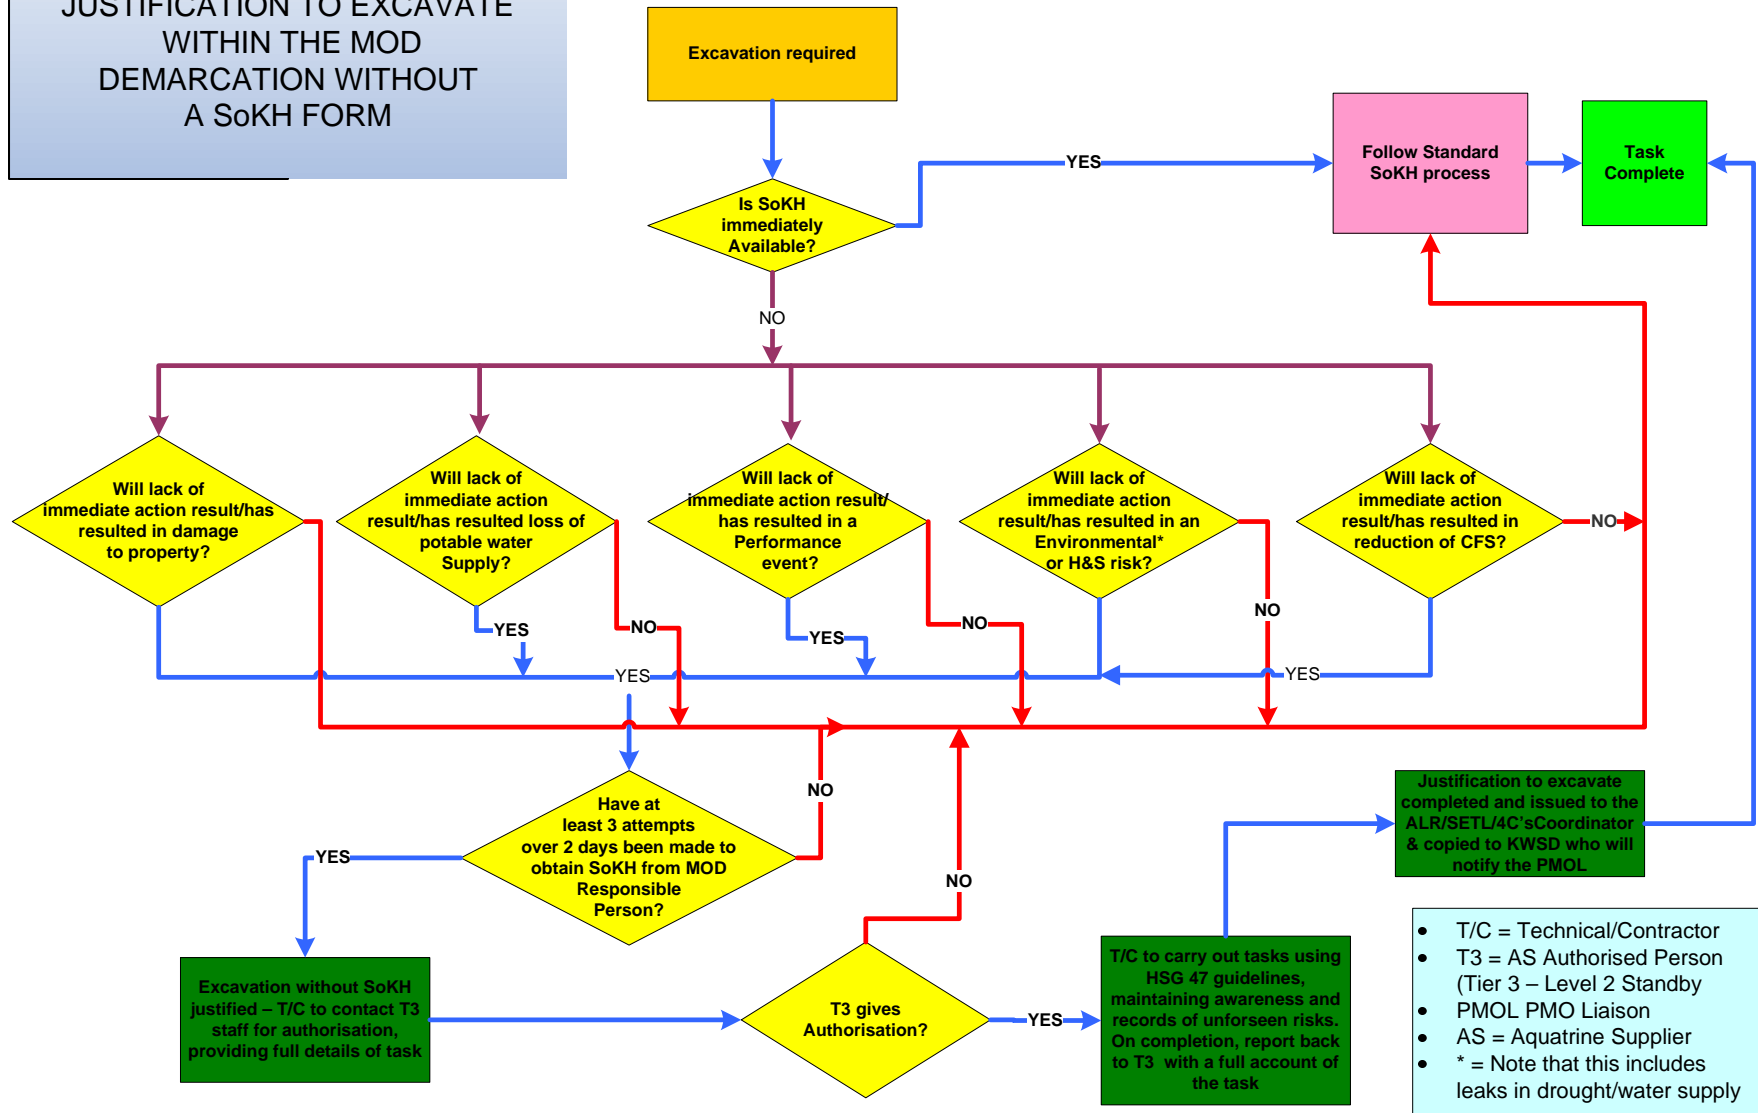 JUSTIFICATION TO EXCAVATE
WITHIN THE MOD
DEMARCATION WITHOUT
A SoKH FORM
Excavation required
Is SoKH
immediately
Available?
YES
Follow Standard
SoKH process
Task
Complete
NO
Will lack of
immediate action result/has
resulted in damage
to property?
Will lack of
immediate action
result/has resulted loss of
potable water
Supply?
Will lack of
immediate action result/
has resulted in a
Performance
event?
Will lack of
immediate action
result/has resulted in an
Environmental*
or H&S risk?
Will lack of
immediate action
result/has resulted in
reduction of CFS?
NO
YES
NO
YES
NO
NO
YES
YES
Have at
least 3 attempts
over 2 days been made to
obtain SoKH from MOD
Responsible
Person?
NO
YES
Excavation without SoKH
justified – T/C to contact T3
staff for authorisation,
providing full details of task
T3 gives
Authorisation?
NO
YES
T/C to carry out tasks using
HSG 47 guidelines,
maintaining awareness and
records of unforseen risks.
On completion, report back
to T3 with a full account of
the task
Justification to excavate
completed and issued to the
ALR/SETL/4C'sCoordinator
& copied to KWSD who will
notify the PMOL
• T/C = Technical/Contractor
• T3 = AS Authorised Person
(Tier 3 – Level 2 Standby
• PMOL PMO Liaison
• AS = Aquatrine Supplier
• * = Note that this includes
leaks in drought/water supply